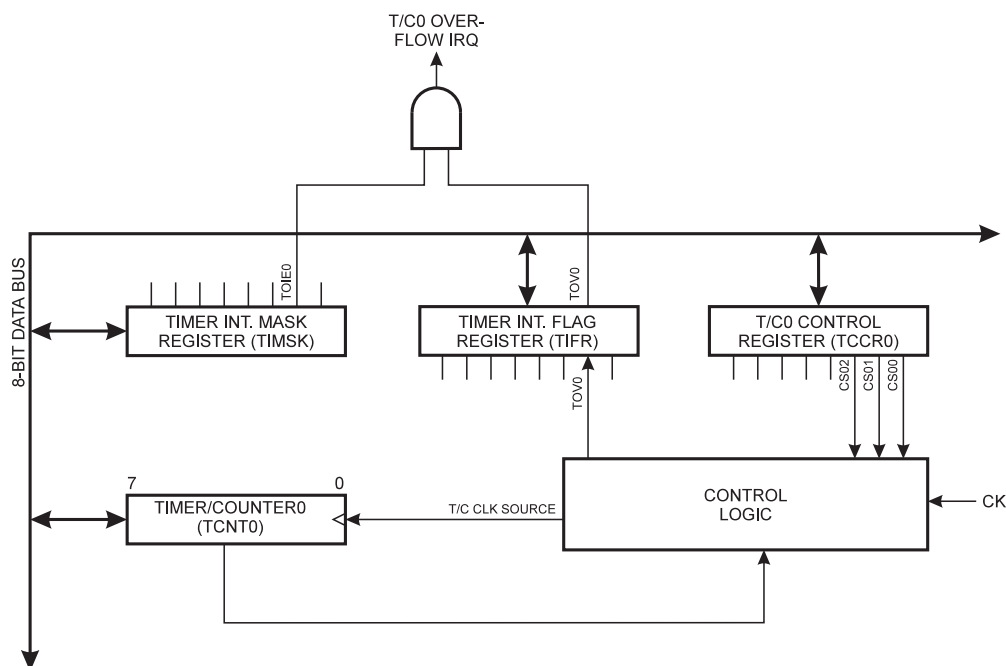 T/C0 OVER-
FLOW IRQ
8-BIT DATA BUS
TOIE0
TOV0
TIMER INT. MASK
REGISTER (TIMSK)
TIMER INT. FLAG
REGISTER (TIFR)
T/C0 CONTROL
REGISTER (TCCR0)
TOV0
CS02
CS01
CS00
7
0
TIMER/COUNTER0
(TCNT0)
T/C CLK SOURCE
CONTROL
LOGIC
CK